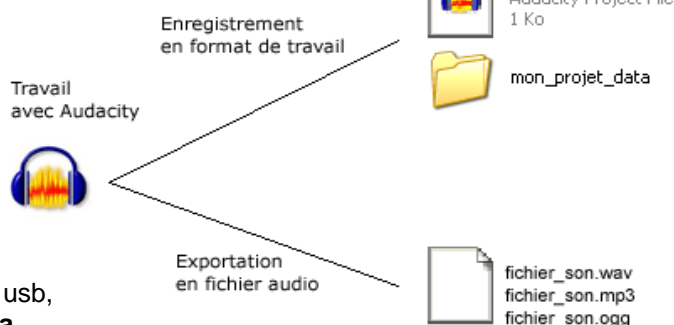 Enregistrement
en format de travail
Audacity Project File
1 Ko
mon_projet_data
Travail
avec Audacity
Exportation
en fichier audio
fichier_son.wav
fichier_son.mp3
fichier_son.ogg
usb,